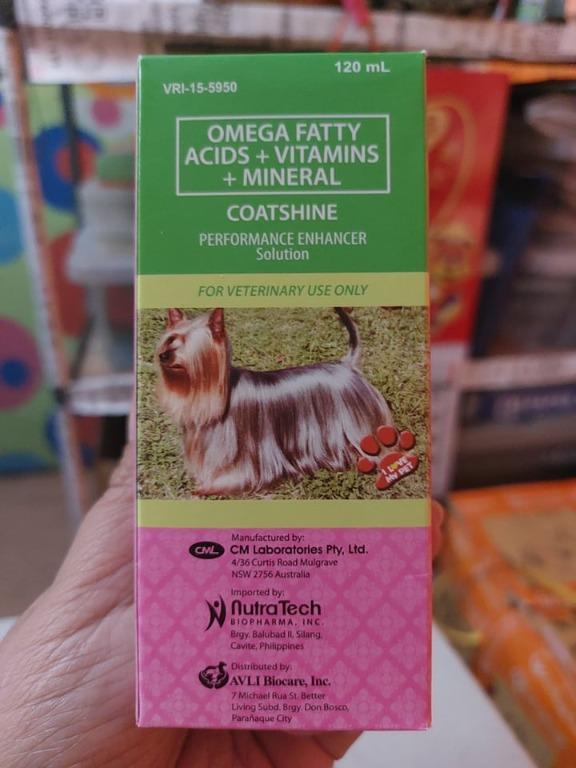 120 mL
VRI-15-5950
OMEGA FATTY
ACIDS + VITAMINS
+ MINERAL
COATSHINE
PERFORMANCE ENHANCER
Solution
FOR VETERINARY USE ONLY
I LOVE
MY PET
Manufactured by:
CML CM Laboratories Pty, Ltd.
4/36 Curtis Road Mulgrave
NSW 2756 Australia
Imported by:
NutraTech
BIOPHARMA, INC.
Brgy. Balubad II, Silang,
Cavite, Philippines
Distributed by:
AVLI Biocare, Inc.
7 Michael Rua St. Better
Living Subd. Brgy. Don Bosco,
Parañaque City